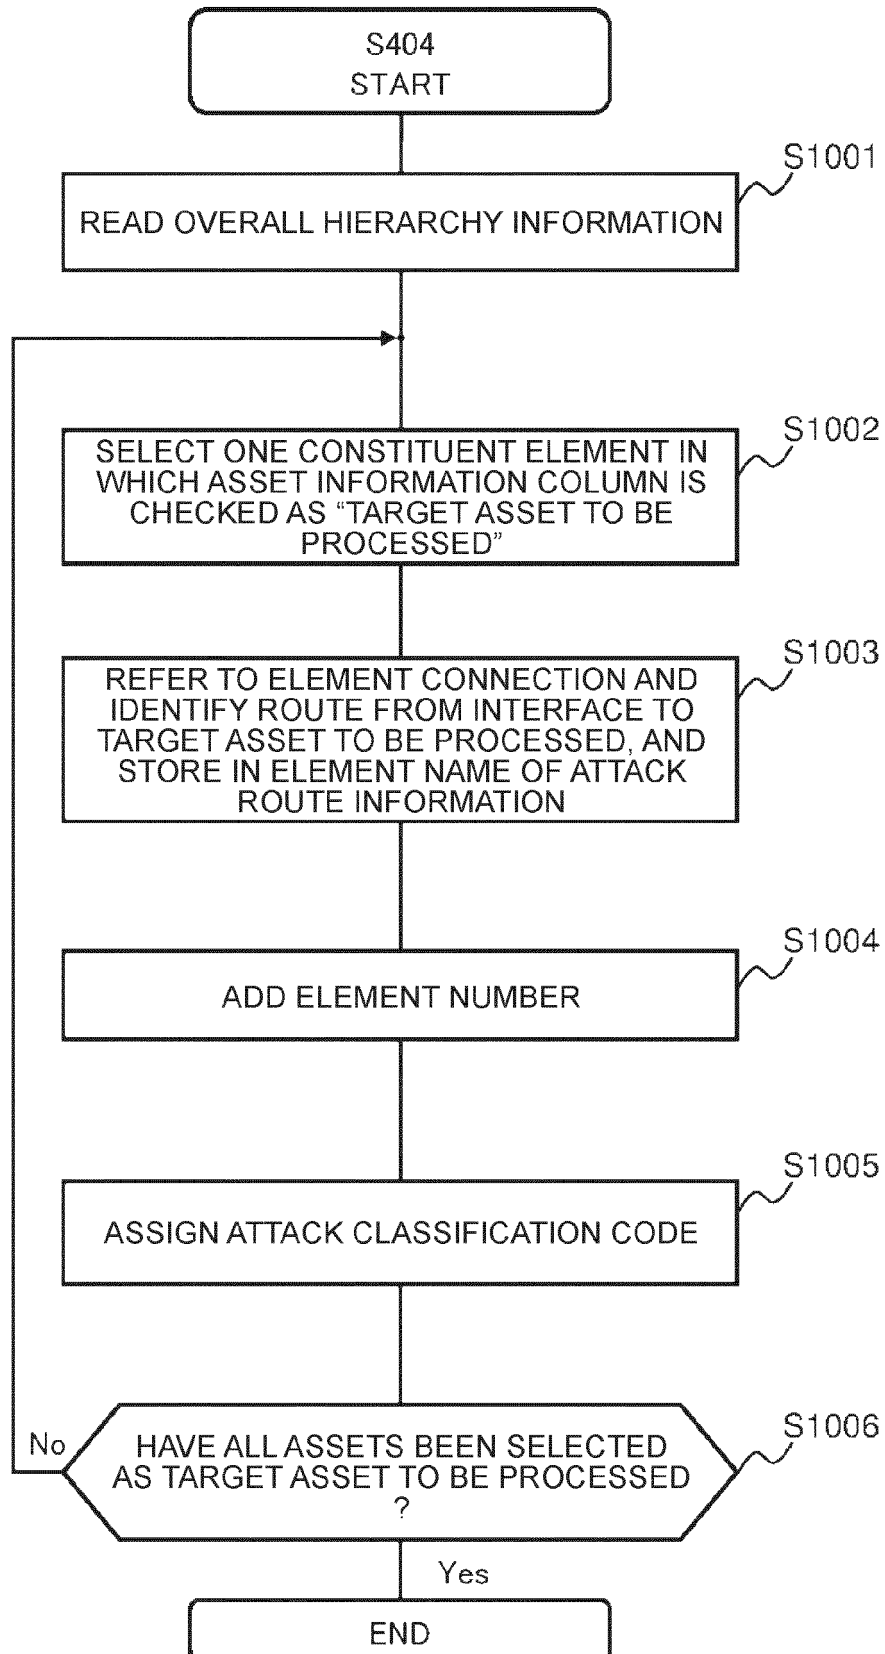 S404
START
S1001
READ OVERALL HIERARCHY INFORMATION
S1002
SELECT ONE CONSTITUENT ELEMENT IN
WHICH ASSET INFORMATION COLUMN IS
CHECKED AS “TARGET ASSET TO BE
PROCESSED”
S1003
REFER TO ELEMENT CONNECTION AND
IDENTIFY ROUTE FROM INTERFACE TO
TARGET ASSET TO BE PROCESSED, AND
STORE IN ELEMENT NAME OF ATTACK
ROUTE INFORMATION
S1004
ADD ELEMENT NUMBER
S1005
ASSIGN ATTACK CLASSIFICATION CODE
S1006
No
HAVE ALL ASSETS BEEN SELECTED
AS TARGET ASSET TO BE PROCESSED
?
Yes
END